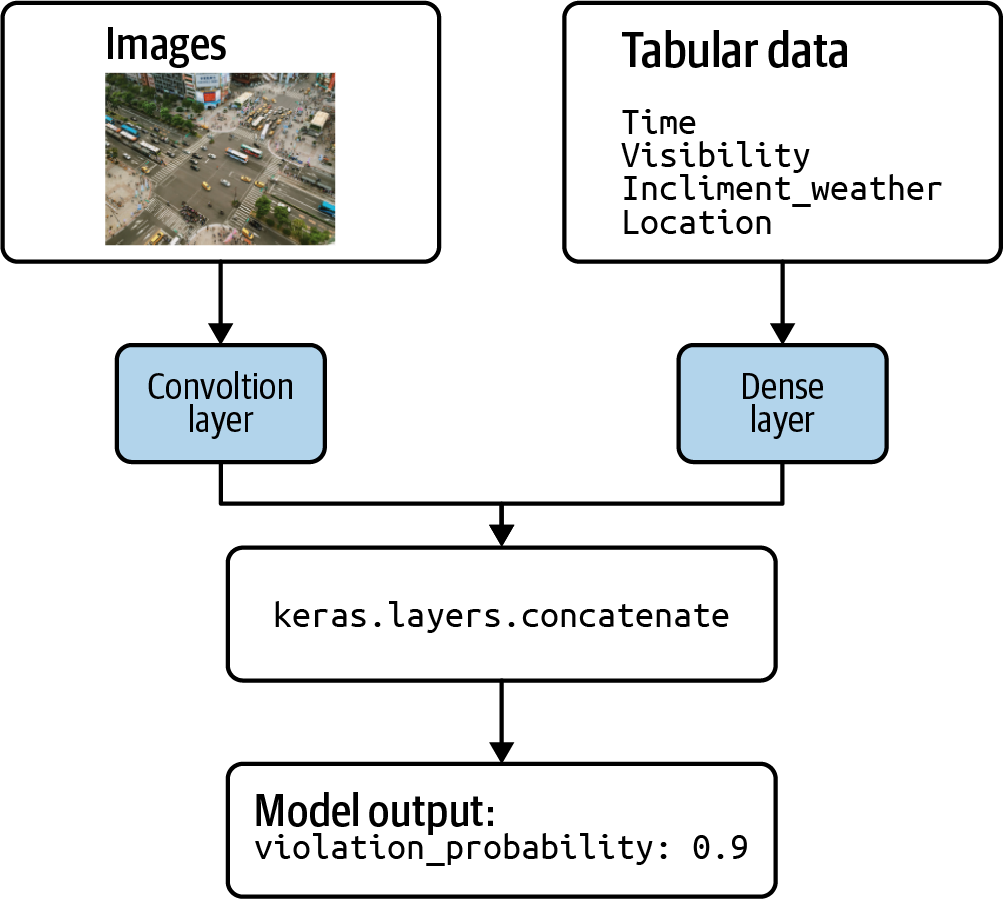 Images
Tabular data
Time
Visibility
Incliment_weather
Location
Convoltion
layer
Dense
layer
keras.layers.concatenate
Model output:
violation_probability: 0.9